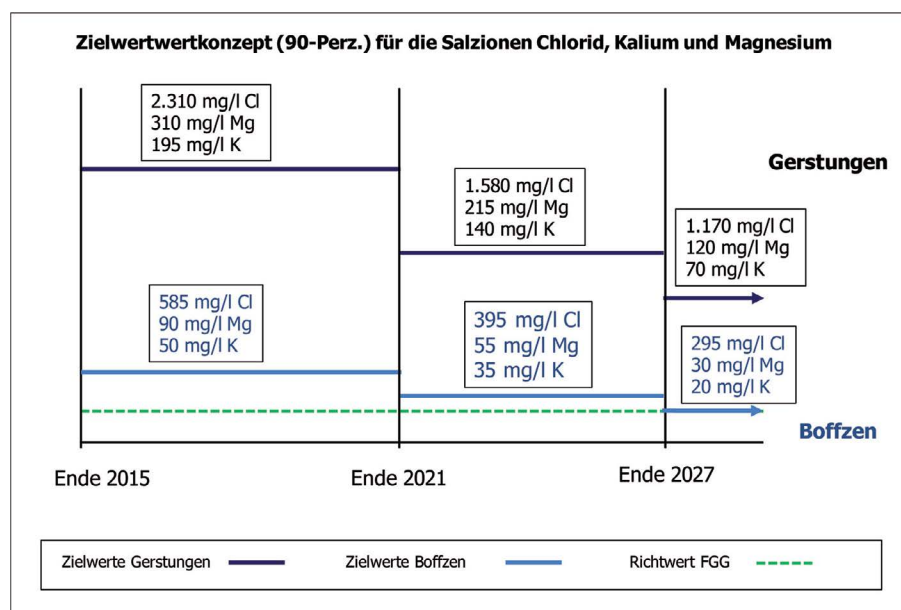 Zielwertwertkonzept (90-Perz.) für die Salzionen Chlorid, Kalium und Magnesium
2.310 mg/l Cl
310 mg/l Mg
195 mg/l K
Gerstungen
1.580 mg/l Cl
215 mg/l Mg
140 mg/l K
1.170 mg/l Cl
120 mg/l Mg
70 mg/l K
585 mg/l Cl
90 mg/l Mg
50 mg/l K
395 mg/l Cl
55 mg/l Mg
35 mg/l K
295 mg/l Cl
30 mg/l Mg
20 mg/l K
Boffzen
Ende 2015
Ende 2021
Ende 2027
Zielwerte Gerstungen
Zielwerte Boffzen
Richtwert FGG